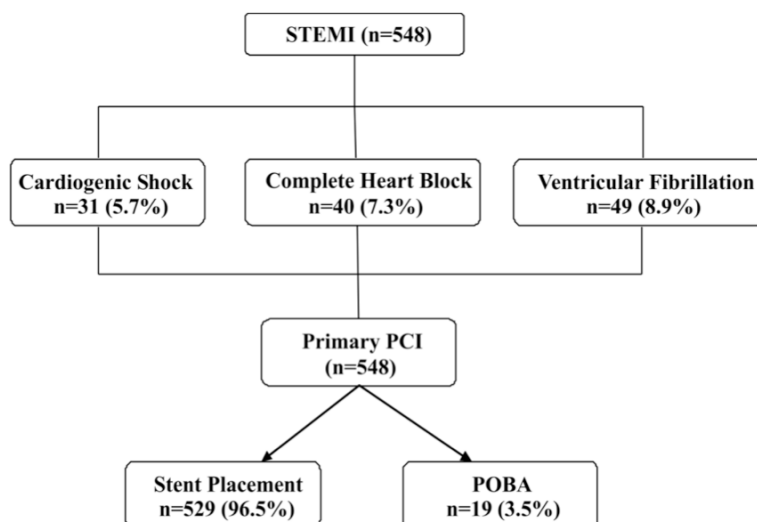 STEMI (n=548)
Cardiogenic Shock
n=31 (5.7%)
Complete Heart Block
n=40 (7.3%)
Ventricular Fibrillation
n=49 (8.9%)
Primary PCI
(n=548)
Stent Placement
n=529 (96.5%)
POBA
n=19 (3.5%)